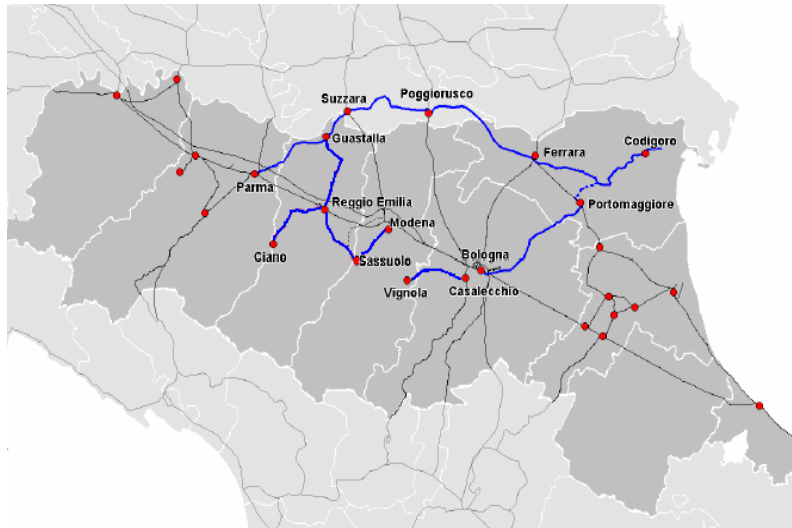 Suzzara
Poggiorusco
Guastalla
Ferrara
Codigoro
Parma
Reggio Emilia
Portomaggiore
Modena
Ciano
Sassuolo
Bologna
Vignola
Casalecchio